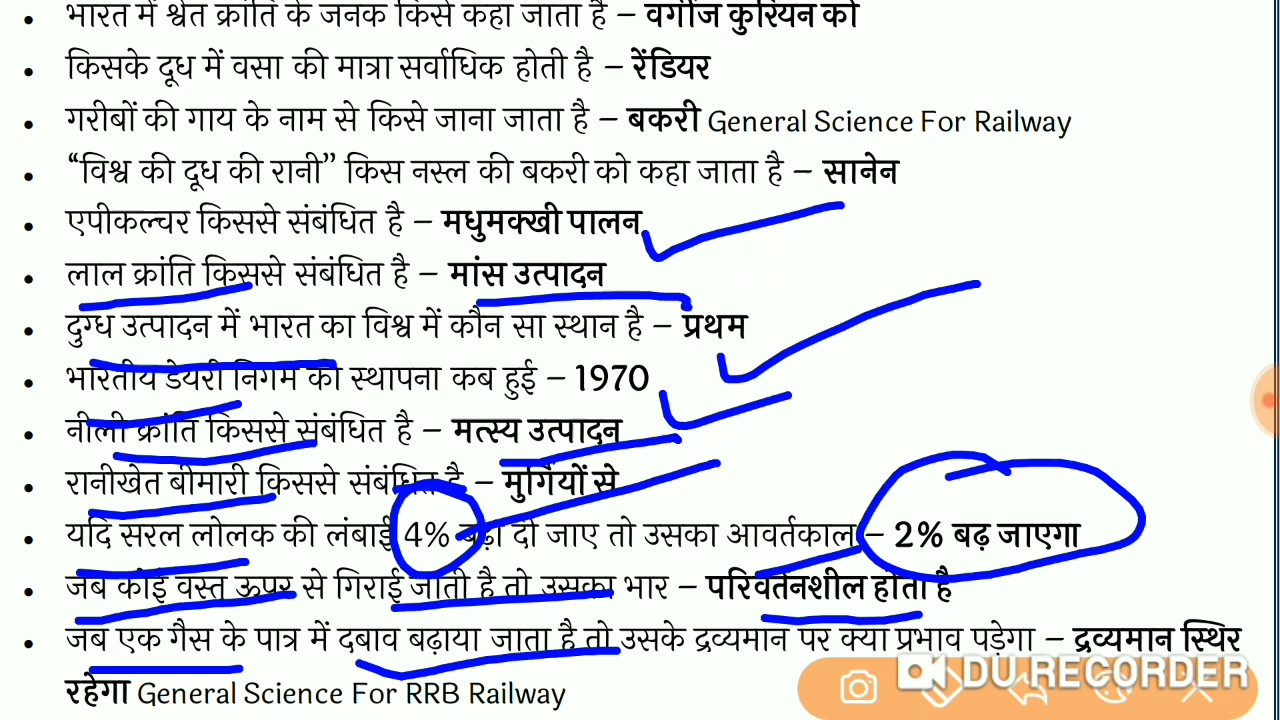 भारत में श्वेत क्रांति के जनक किसे कहा जाता है – वर्गीज कुरियन को
• किसके दूध में वसा की मात्रा सर्वाधिक होती है – रेंडियर
• गरीबों की गाय के नाम से किसे जाना जाता है – बकरी General Science For Railway
• “विश्व की दूध की रानी” किस नस्ल की बकरी को कहा जाता है – सानेन
• एपीकल्चर किससे संबंधित है – मधुमक्खी पालन
• लाल क्रांति किससे संबंधित है – मांस उत्पादन
• दुग्ध उत्पादन में भारत का विश्व में कौन सा स्थान है – प्रथम
• भारतीय डेयरी निगम की स्थापना कब हुई – 1970
• नीली क्रांति किससे संबंधित है – मत्स्य उत्पादन
• रानीखेत बीमारी किससे संबंधित है – मुर्गियों से
• यदि सरल लोलक की लंबाई 4% बढ़ा दी जाए तो उसका आवर्तकाल – 2% बढ़ जाएगा
• जब कोई वस्तु ऊपर से गिराई जाती है तो उसका भार – परिवर्तनशील होता है
• जब एक गैस के पात्र में दबाव बढ़ाया जाता है तो उसके द्रव्यमान पर क्या प्रभाव पड़ेगा – द्रव्यमान स्थिर
रहेगा General Science For RRB Railway
DU RECORDER